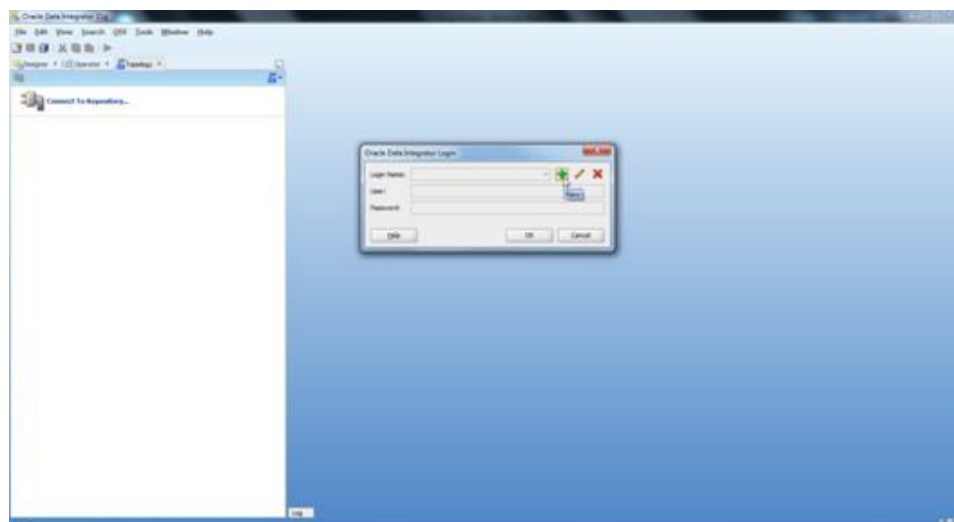 Oracle Data Integrator
File Edit View Search ODI Tools Window Help
Designer Operator Topology
Connect To Repository...
Oracle Data Integrator Login
Login Name:
User:
Password:
New
Help OK Cancel
Log